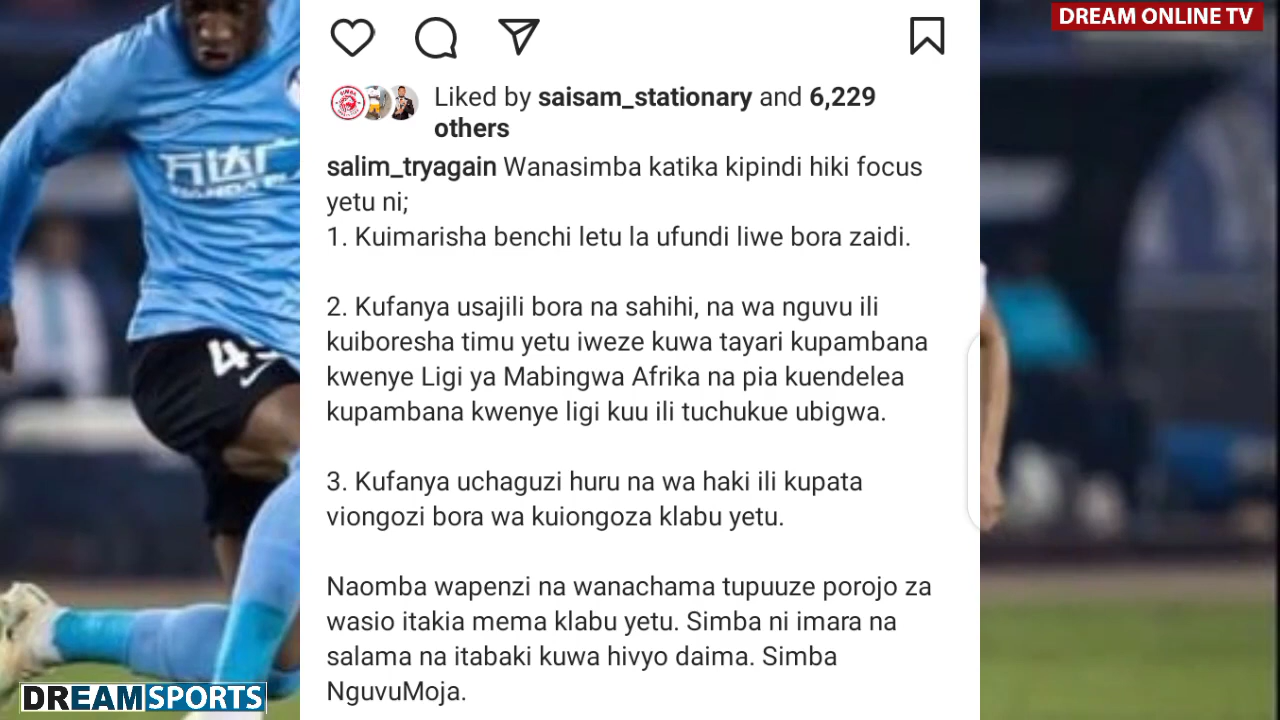 DREAM ONLINE TV
Liked by saisam_stationary and 6,229
others
salim_tryagain Wanasimba katika kipindi hiki focus
yetu ni;
1. Kuimarisha benchi letu la ufundi liwe bora zaidi.
2. Kufanya usajili bora na sahihi, na wa nguvu ili
kuiboresha timu yetu iweze kuwa tayari kupambana
kwenye Ligi ya Mabingwa Afrika na pia kuendelea
kupambana kwenye ligi kuu ili tuchukue ubigwa.
3. Kufanya uchaguzi huru na wa haki ili kupata
viongozi bora wa kuiongoza klabu yetu.
Naomba wapenzi na wanachama tupuuze porojo za
wasio itakia mema klabu yetu. Simba ni imara na
salama na itabaki kuwa hivyo daima. Simba
NguvuMoja.
万达广
DREAMSPORTS